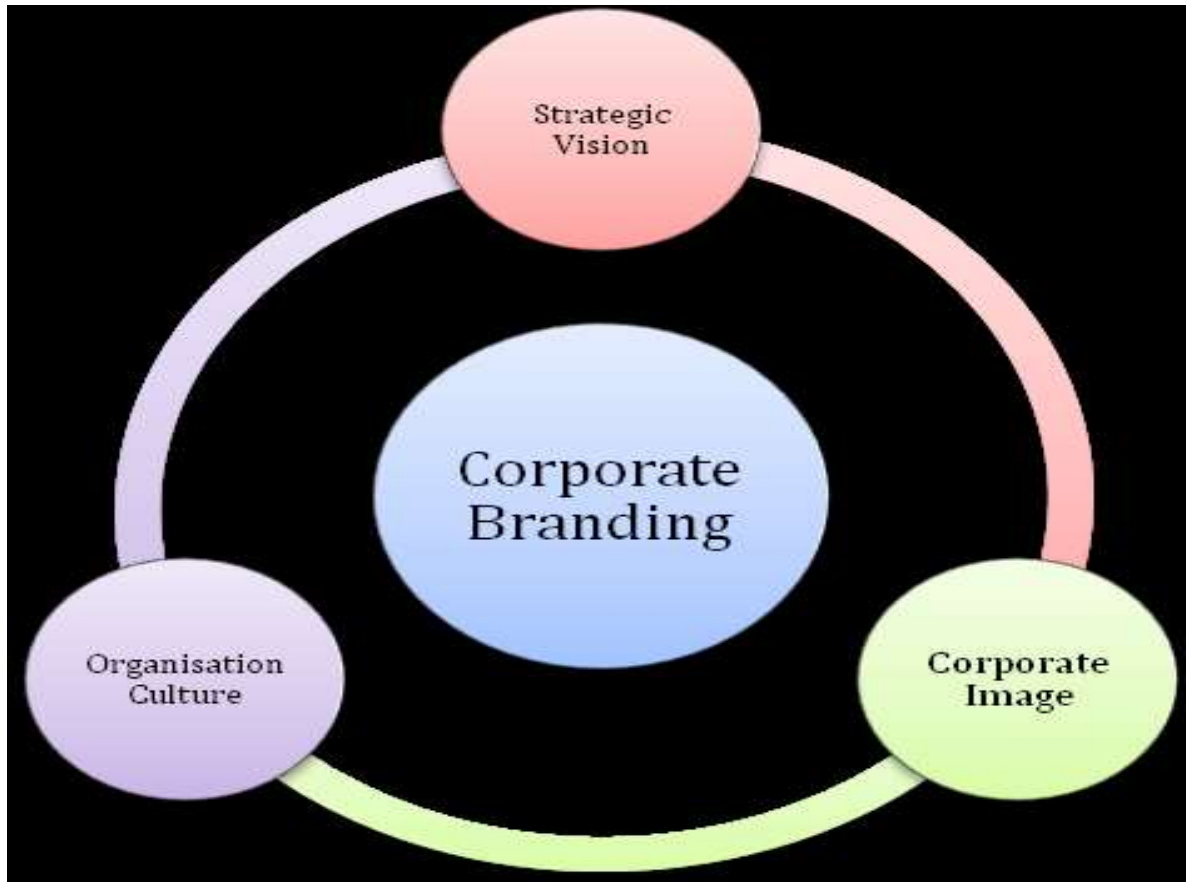 Strategic
Vision
Corporate
Branding
Organisation
Culture
Corporate
Image